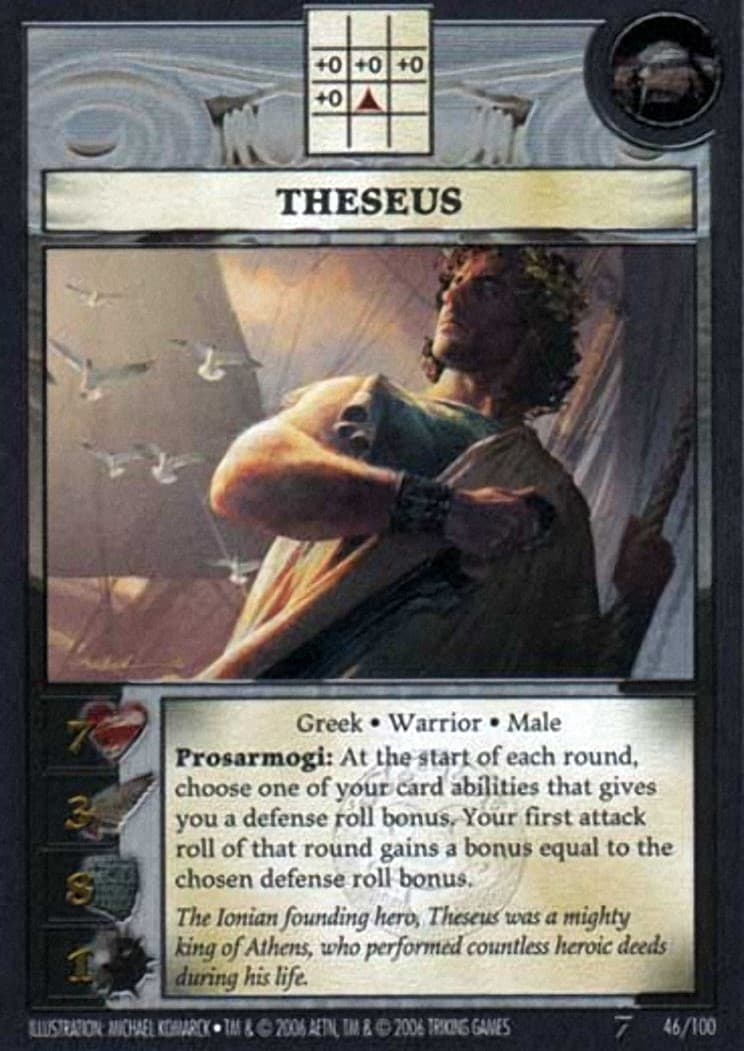 +0 +0 +0
+0
THESEUS
7
3
8
1
Greek • Warrior • Male
Prosarmogi: At the start of each round,
choose one of your card abilities that gives
you a defense roll bonus. Your first attack
roll of that round gains a bonus equal to the
chosen defense roll bonus.
The Ionian founding hero, Theseus was a mighty
king of Athens, who performed countless heroic deeds
during his life.
ILLUSTRATION: MICHAEL KOMARCK • TM & © 2006 AETN, TM & © 2006 TRIKING GAMES
7 46/100